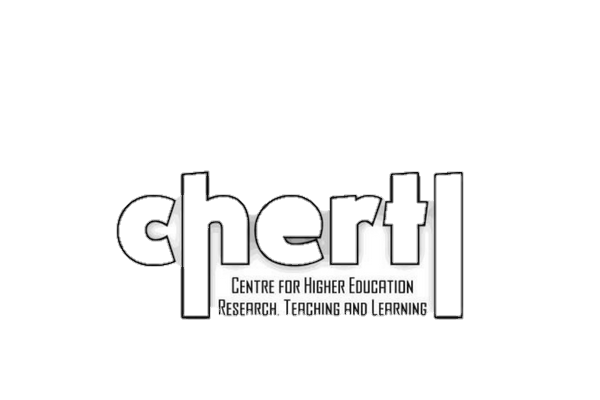 chertl
Centre for Higher Education
Research, Teaching and Learning